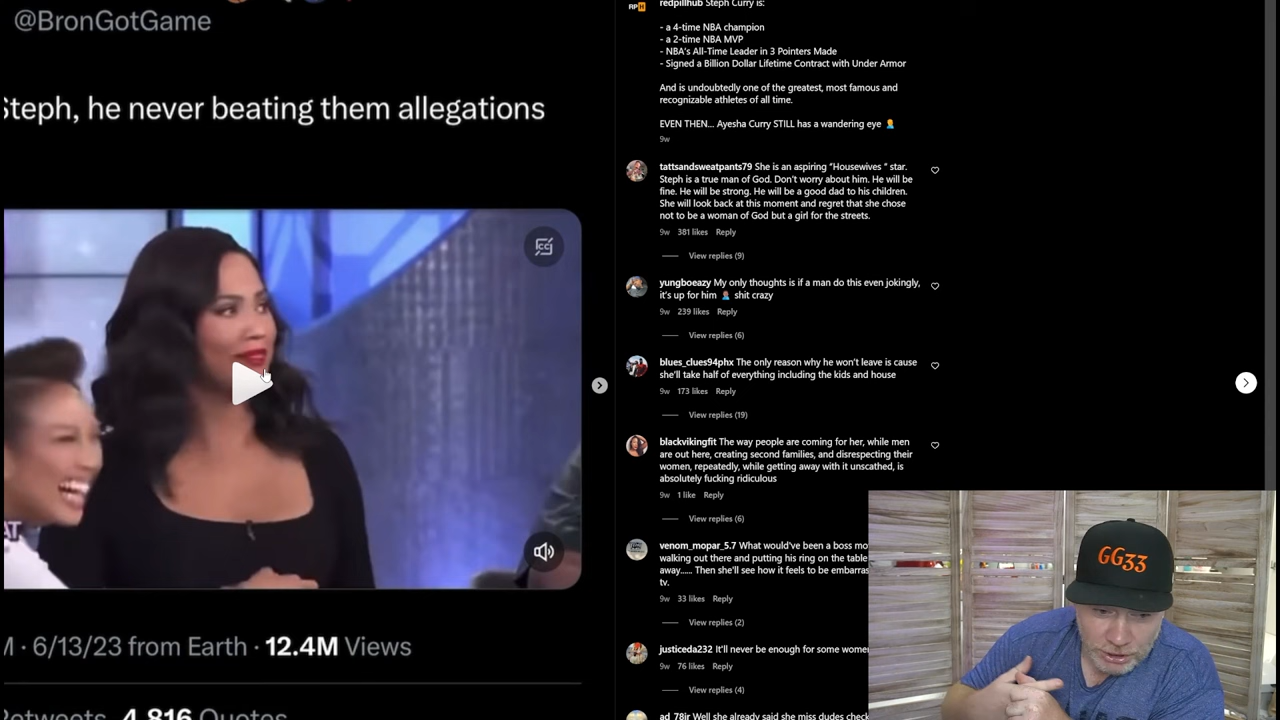 @BronGotGame
Steph, he never beating them allegations
AT
M · 6/13/23 from Earth · 12.4M Views
Retweets 4,816 Quotes
RPH
redpillhub Steph Curry is:
- a 4-time NBA champion
- a 2-time NBA MVP
- NBA's All-Time Leader in 3 Pointers Made
- Signed a Billion Dollar Lifetime Contract with Under Armor
And is undoubtedly one of the greatest, most famous and
recognizable athletes of all time.
EVEN THEN... Ayesha Curry STILL has a wandering eye 🤦
9w
tattsandsweatpants79 She is an aspiring “Housewives ” star.
Steph is a true man of God. Don't worry about him. He will be
fine. He will be strong. He will be a good dad to his children.
She will look back at this moment and regret that she chose
not to be a woman of God but a girl for the streets.
9w 381 likes Reply
View replies (9)
yungboeazy My only thoughts is if a man do this even jokingly,
it's up for him 🤦🏾 shit crazy
9w 239 likes Reply
View replies (6)
blues_clues94phx The only reason why he won't leave is cause
she'll take half of everything including the kids and house
9w 173 likes Reply
View replies (19)
blackvikingfit The way people are coming for her, while men
are out here, creating second families, and disrespecting their
women, repeatedly, while getting away with it unscathed, is
absolutely fucking ridiculous
9w 1 like Reply
View replies (6)
venom_mopar_5.7 What would've been a boss mo
walking out there and putting his ring on the table
away...... Then she'll see how it feels to be embarras
tv.
9w 33 likes Reply
View replies (2)
justiceda232 It'll never be enough for some wome
9w 76 likes Reply
View replies (4)
ad_78jr Well she already said she miss dudes check
GG33